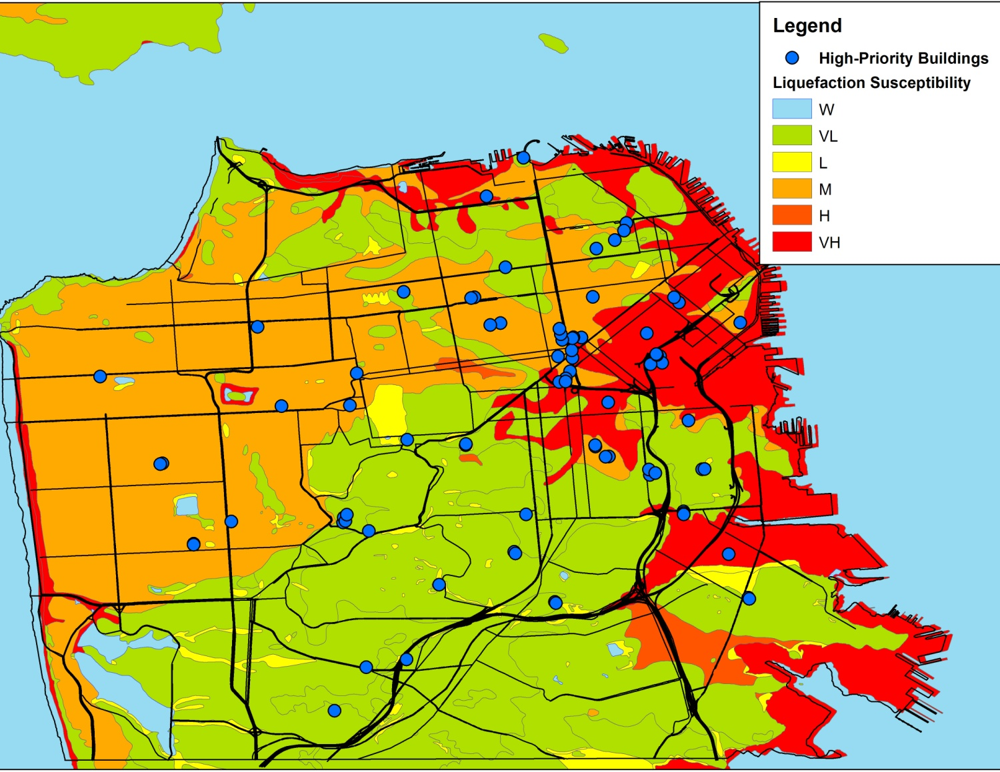 Legend
High-Priority Buildings
Liquefaction Susceptibility
W
VL
L
M
H
VH